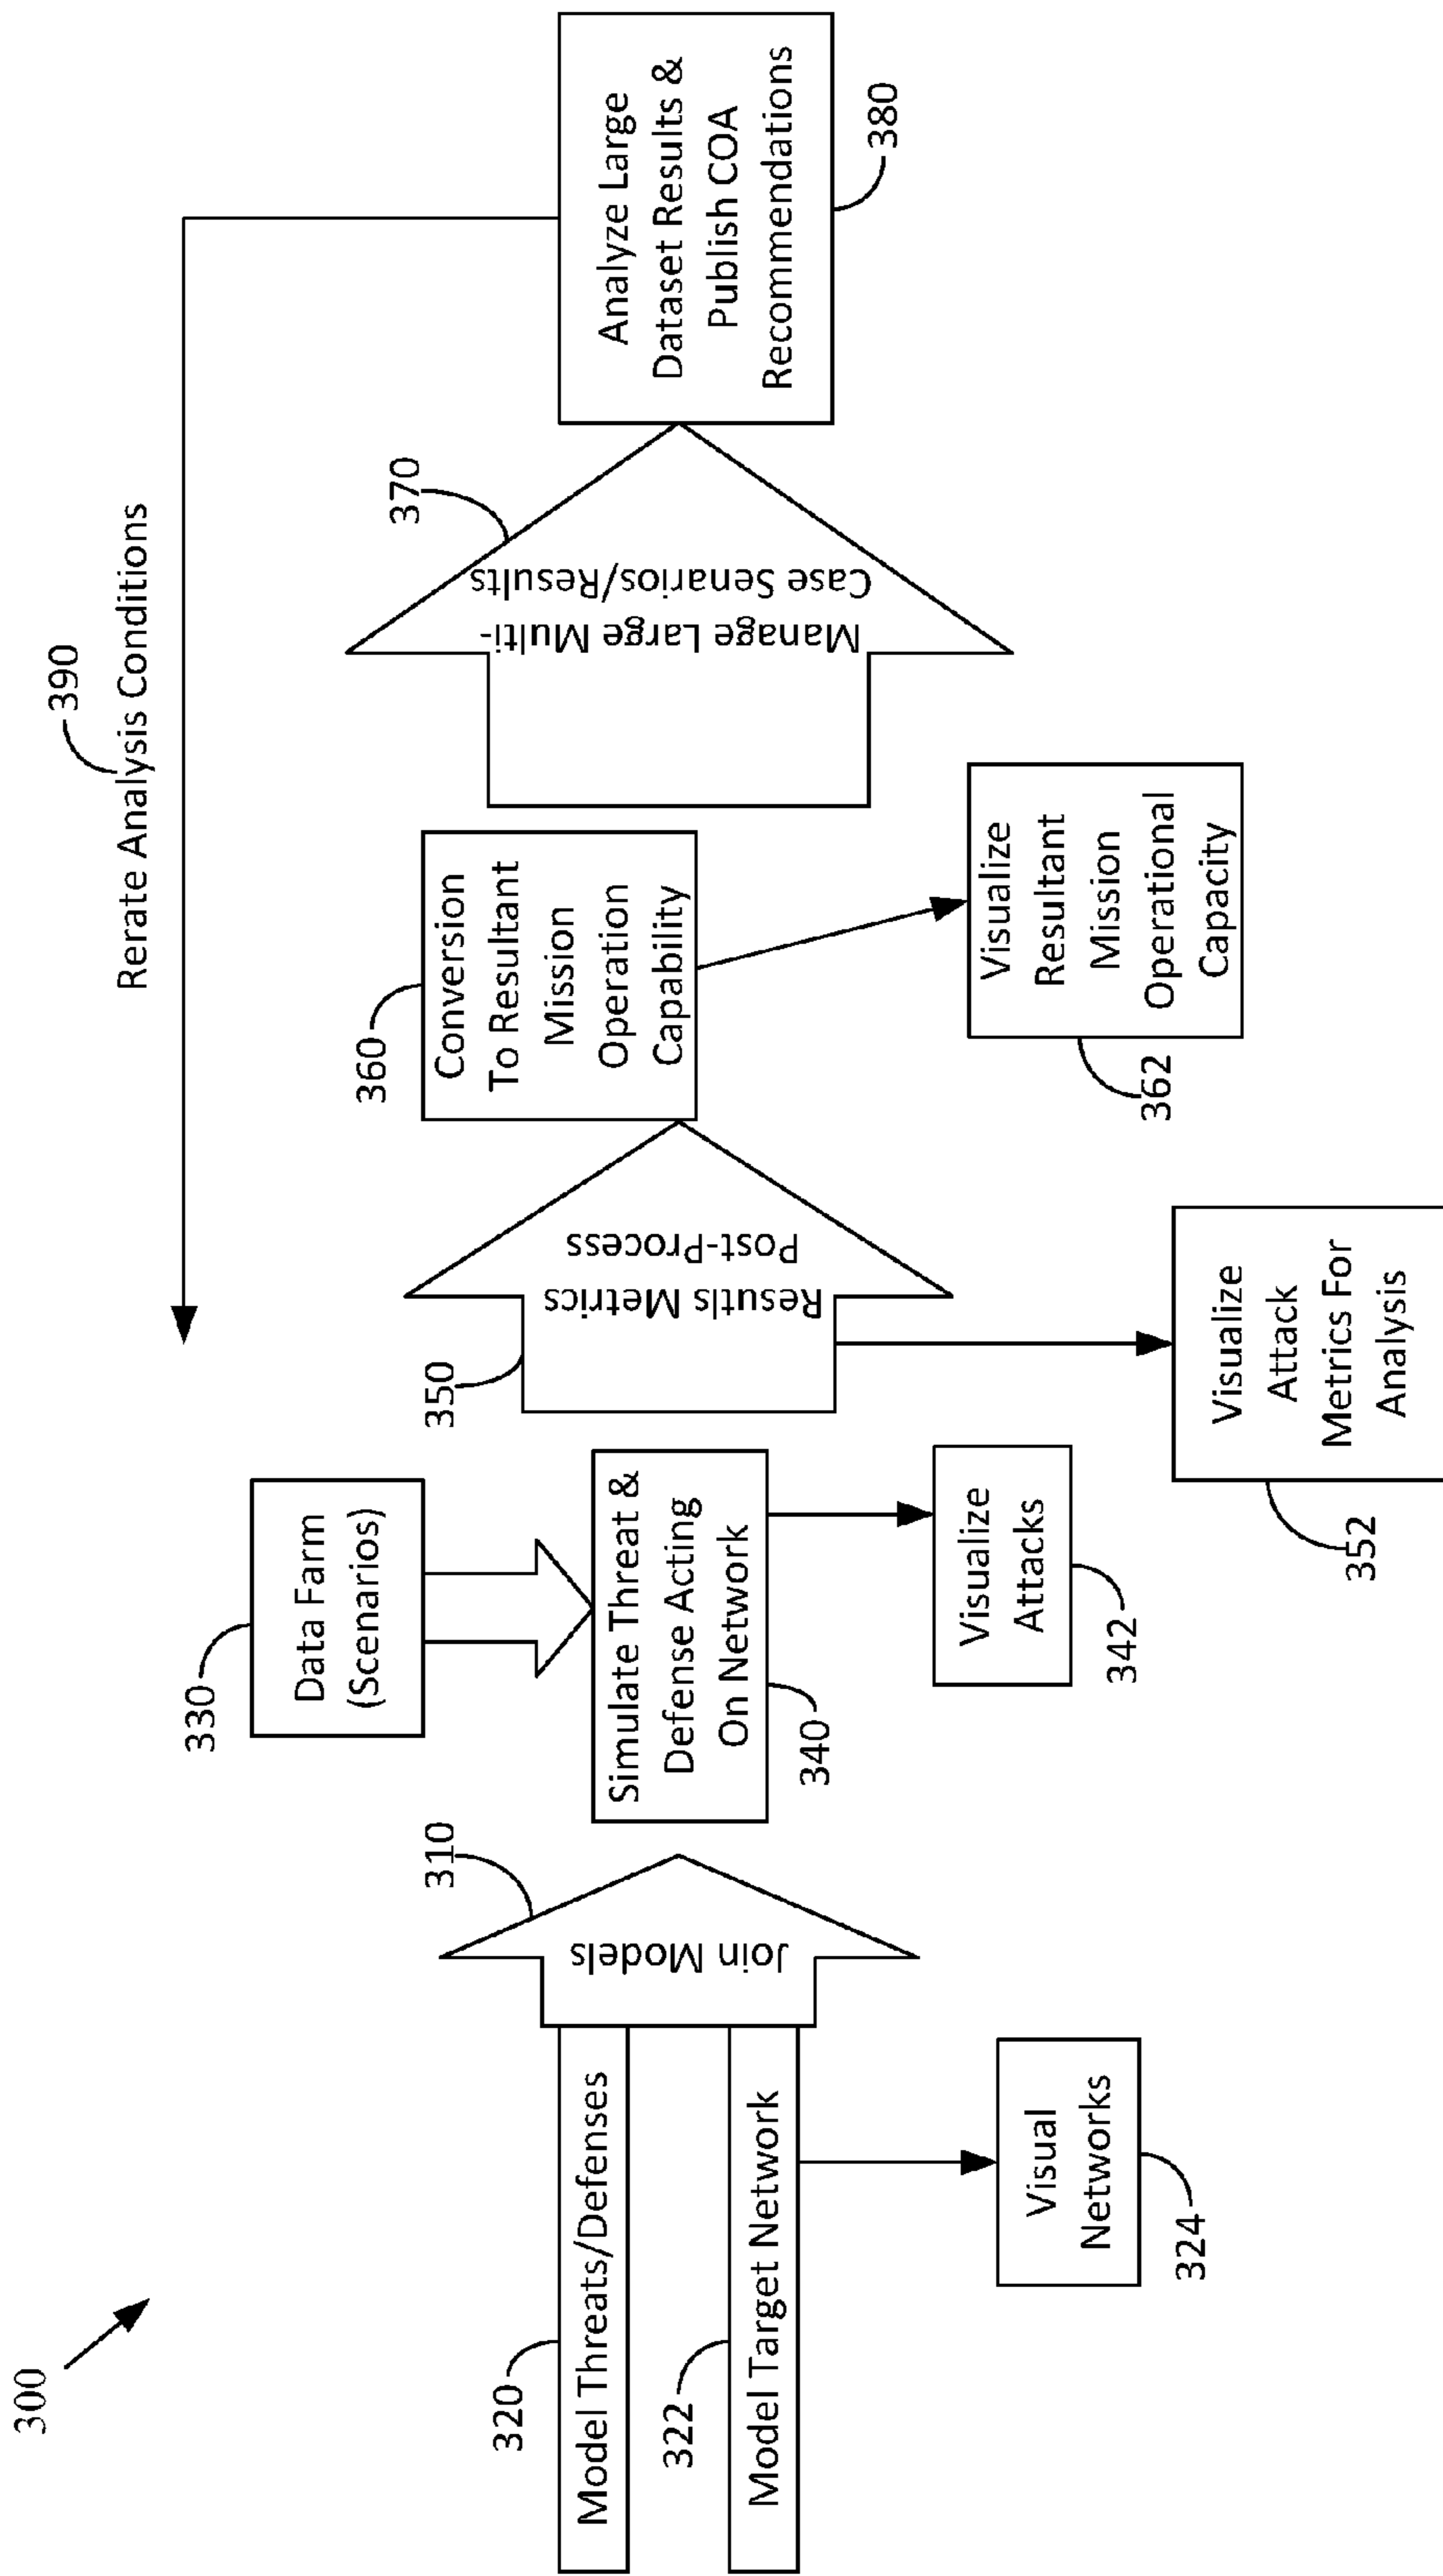 300
390
Rerate Analysis Conditions
330
Data Farm
(Scenarios)
320
Model Threats/Defenses
322
Model Target Network
Visual
Networks
324
310
Join Models
Simulate Threat &
Defense Acting
On Network
340
Visualize
Attacks
342
350
Resutls Metrics
Post-Process
Visualize
Attack
Metrics For
Analysis
352
360
Conversion
To Resultant
Mission
Operation
Capability
Visualize
Resultant
Mission
Operational
Capacity
362
370
Manage Large Multi-
Case Senarios/Results
Analyze Large
Dataset Results &
Publish COA
Recommendations
380